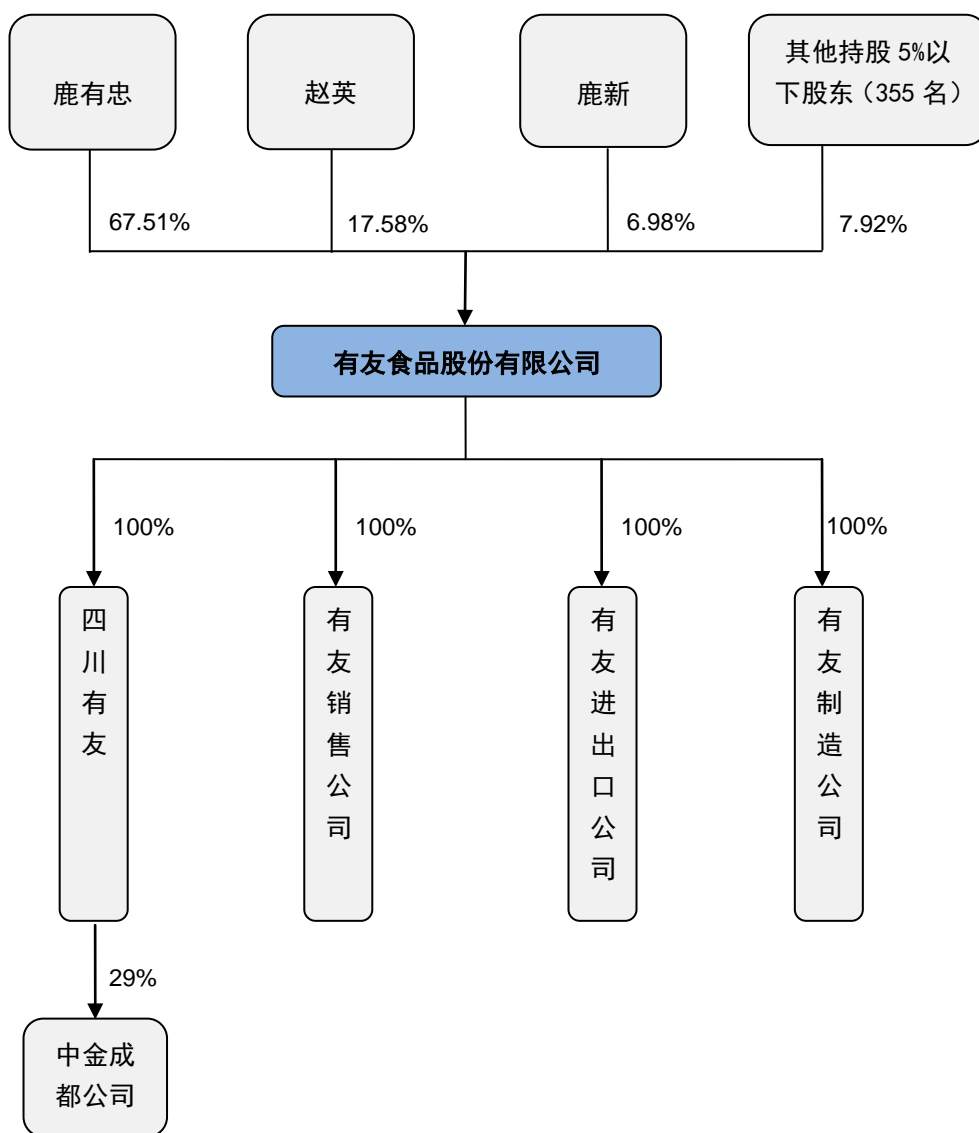 鹿有忠
赵英
鹿新
其他持股 5%以
下股东（355 名）
67.51%
17.58%
6.98%
7.92%
有友食品股份有限公司
100%
100%
100%
100%
四川有友
有友销售公司
有友进出口公司
有友制造公司
29%
中金成
都公司